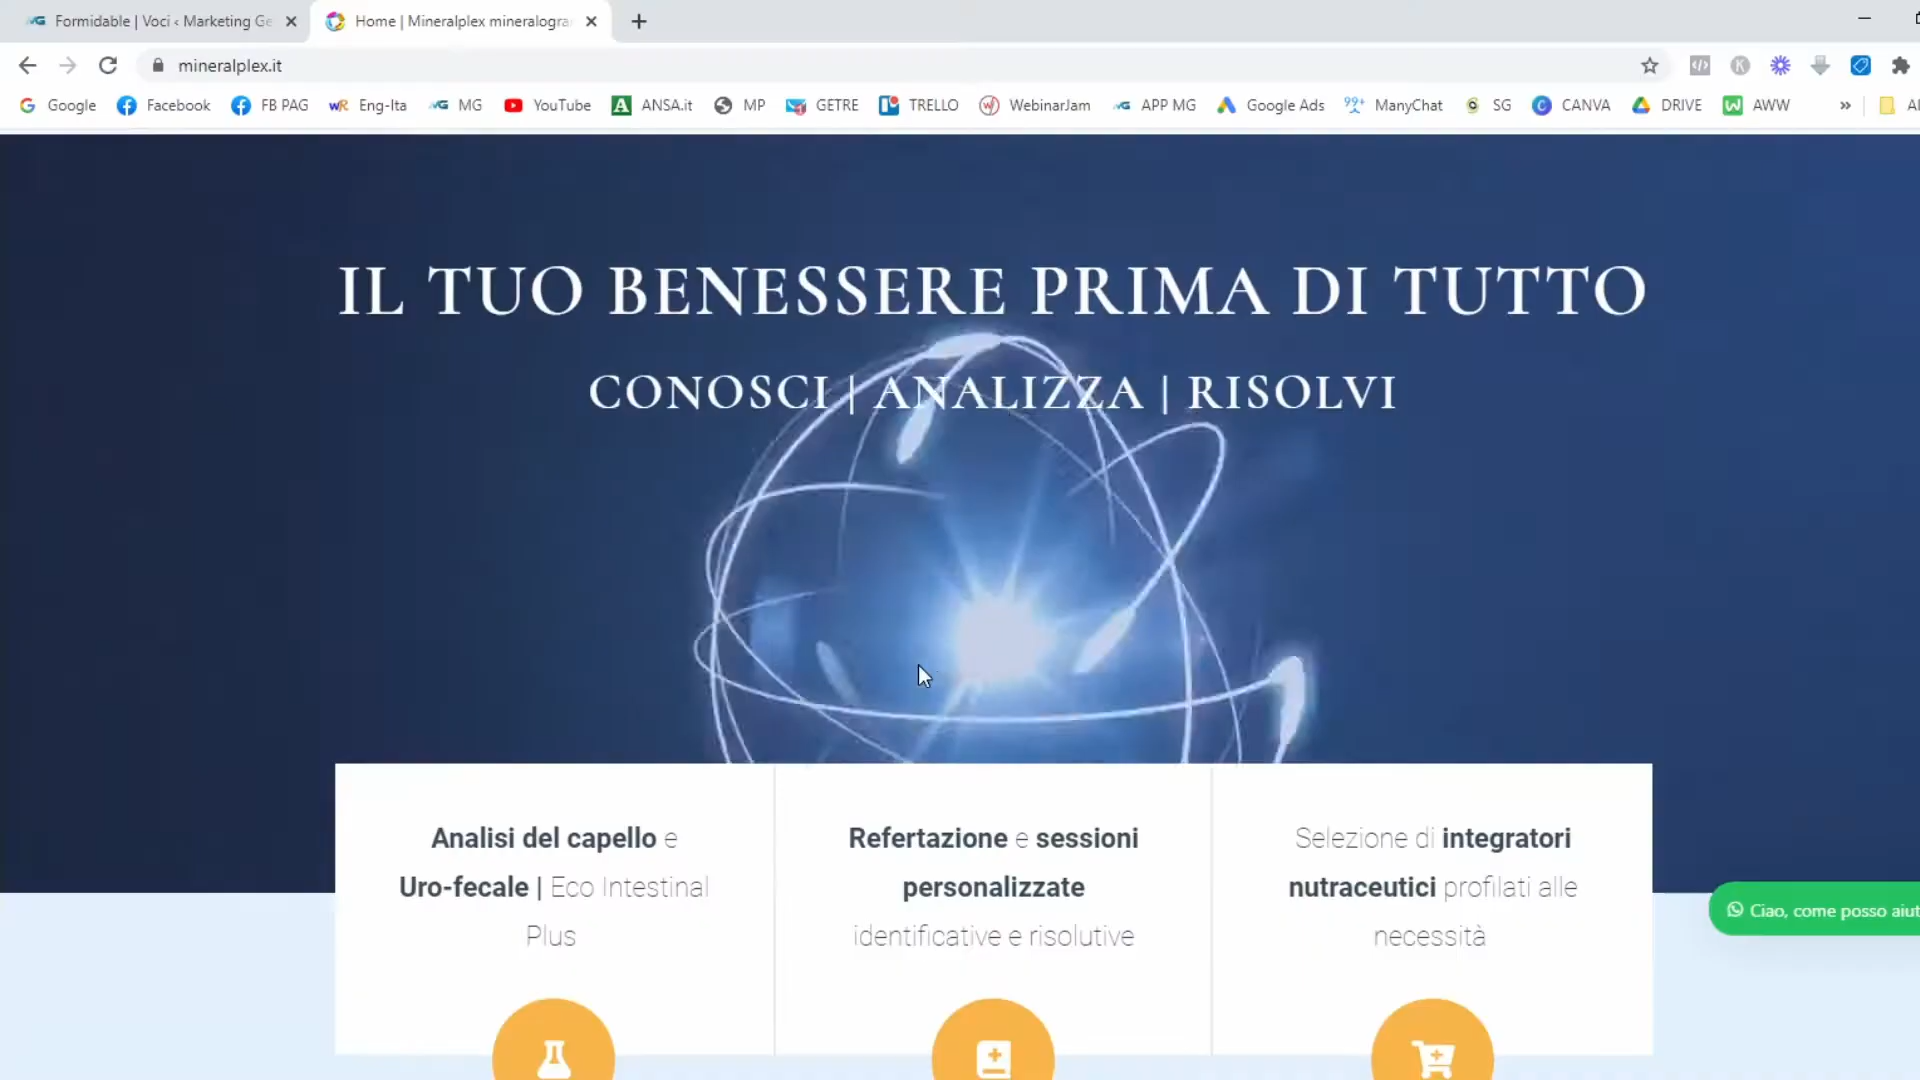 Formidable | Voci ‹ Marketing Ge
Home | Mineralplex minealogra
mineralplex.it
Google Facebook FB PAG Eng-Ita MG YouTube ANSA.it MP GETRE TRELLO WebinarJam APP MG Google Ads 99+ ManyChat SG CANVA DRIVE AWW »
IL TUO BENESSERE PRIMA DI TUTTO
CONOSCI | ANALIZZA | RISOLVI
Analisi del capello e
Uro-fecale | Eco Intestinal
Plus
Refertazione e sessioni
personalizzate
identificative e risolutive
Selezione di integratori
nutraceutici profilati alle
necessità
Ciao, come posso aiut